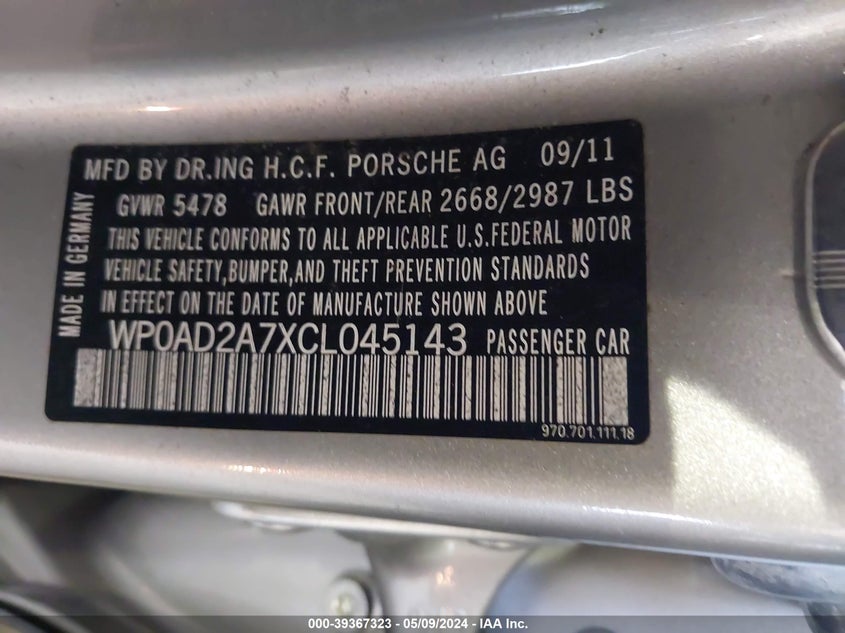 MFD BY DR.ING H.C.F. PORSCHE AG 09/11
GVWR 5478 GAWR FRONT/REAR 2668/2987 LBS
THIS VEHICLE CONFORMS TO ALL APPLICABLE U.S.FEDERAL MOTOR
VEHICLE SAFETY,BUMPER,AND THEFT PREVENTION STANDARDS
IN EFFECT ON THE DATE OF MANUFACTURE SHOWN ABOVE
WP0AD2A7XCL045143 PASSENGER CAR
970.701.111.18
MADE IN GERMANY
000-39367323 - 05/09/2024 - IAA Inc.